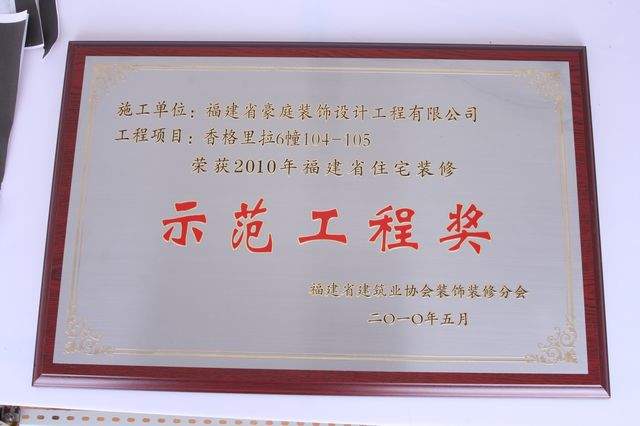 施工单位：福建省豪庭装饰设计工程有限公司
工程项目：香格里拉6幢104-105
荣获2010年福建省住宅装修
示范工程奖
福建省建筑业协会装饰装修分会
二〇一〇年五月